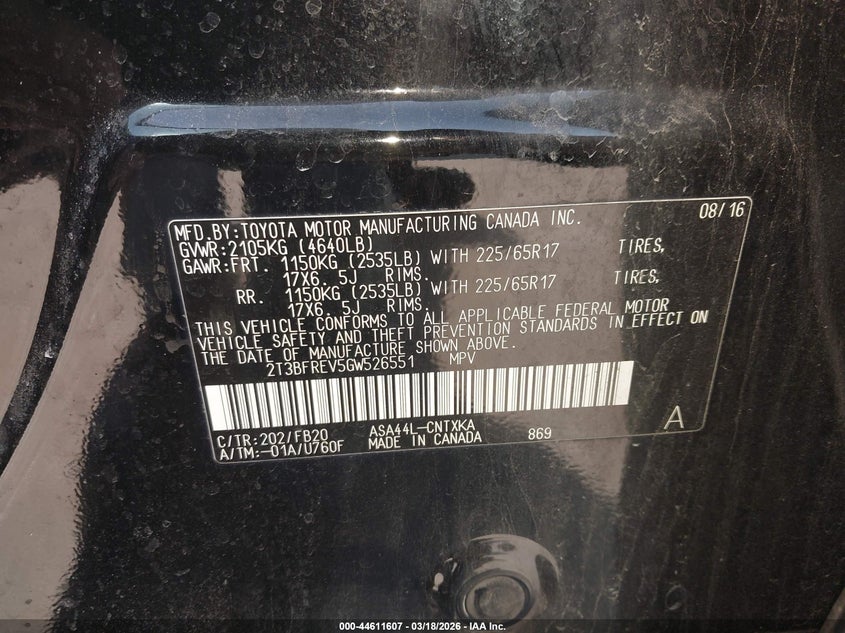 MFD.BY:TOYOTA MOTOR MANUFACTURING CANADA INC. 08/16
GVWR:2105KG (4640LB)
GAWR:FRT. 1150KG (2535LB) WITH 225/65R17 TIRES,
17X6. 5J RIMS.
RR. 1150KG (2535LB) WITH 225/65R17 TIRES,
17X6. 5J RIMS.
THIS VEHICLE CONFORMS TO ALL APPLICABLE FEDERAL MOTOR
VEHICLE SAFETY AND THEFT PREVENTION STANDARDS IN EFFECT ON
THE DATE OF MANUFACTURE SHOWN ABOVE.
2T3BFREV5GW526551 MPV
C/TR:202/FB20 ASA44L-CNTXKA 869 A
A/TM:-01A/U760F MADE IN CANADA
000-44611607 - 03/18/2026 - IAA Inc.